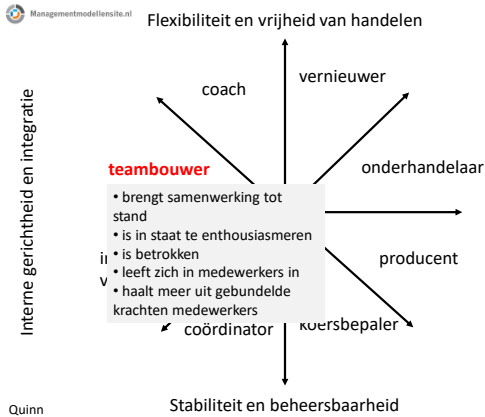 Managementmodellensite.nl
Flexibiliteit en vrijheid van handelen
vernieuwer
coach
Interne gerichtheid en integratie
onderhandelaar
teambouwer
• brengt samenwerking tot
stand
• is in staat te enthousiasmeren
• is betrokken
• leeft zich in medewerkers in
• haalt meer uit gebundelde
krachten medewerkers
producent
coördinator
koersbepaler
Stabiliteit en beheersbaarheid
Quinn